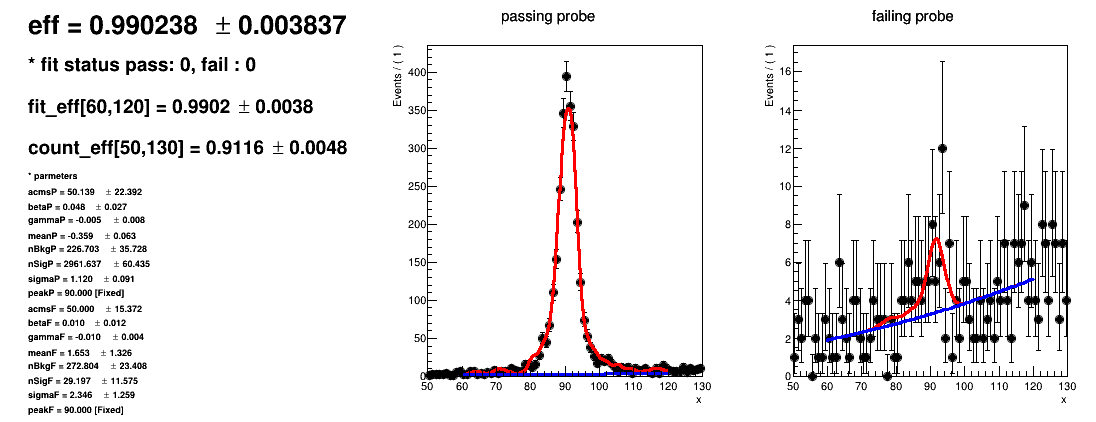 eff = 0.990238 ± 0.003837
* fit status pass: 0, fail : 0
fit_eff[60,120] = 0.9902 ± 0.0038
count_eff[50,130] = 0.9116 ± 0.0048
* parmeters
acmsP = 50.139 ± 22.392
betaP = 0.048 ± 0.027
gammaP = -0.005 ± 0.008
meanP = -0.359 ± 0.063
nBkgP = 226.703 ± 35.728
nSigP = 2961.637 ± 60.435
sigmaP = 1.120 ± 0.091
peakP = 90.000 [Fixed]
acmsF = 50.000 ± 15.372
betaF = 0.010 ± 0.012
gammaF = -0.010 ± 0.004
meanF = 1.653 ± 1.326
nBkgF = 272.804 ± 23.408
nSigF = 29.197 ± 11.575
sigmaF = 2.346 ± 1.259
peakF = 90.000 [Fixed]
passing probe
Events / ( 1 )
400
350
300
250
200
150
100
50
0
50 60 70 80 90 100 110 120 130
x
failing probe
Events / ( 1 )
16
14
12
10
8
6
4
2
0
50 60 70 80 90 100 110 120 130
x